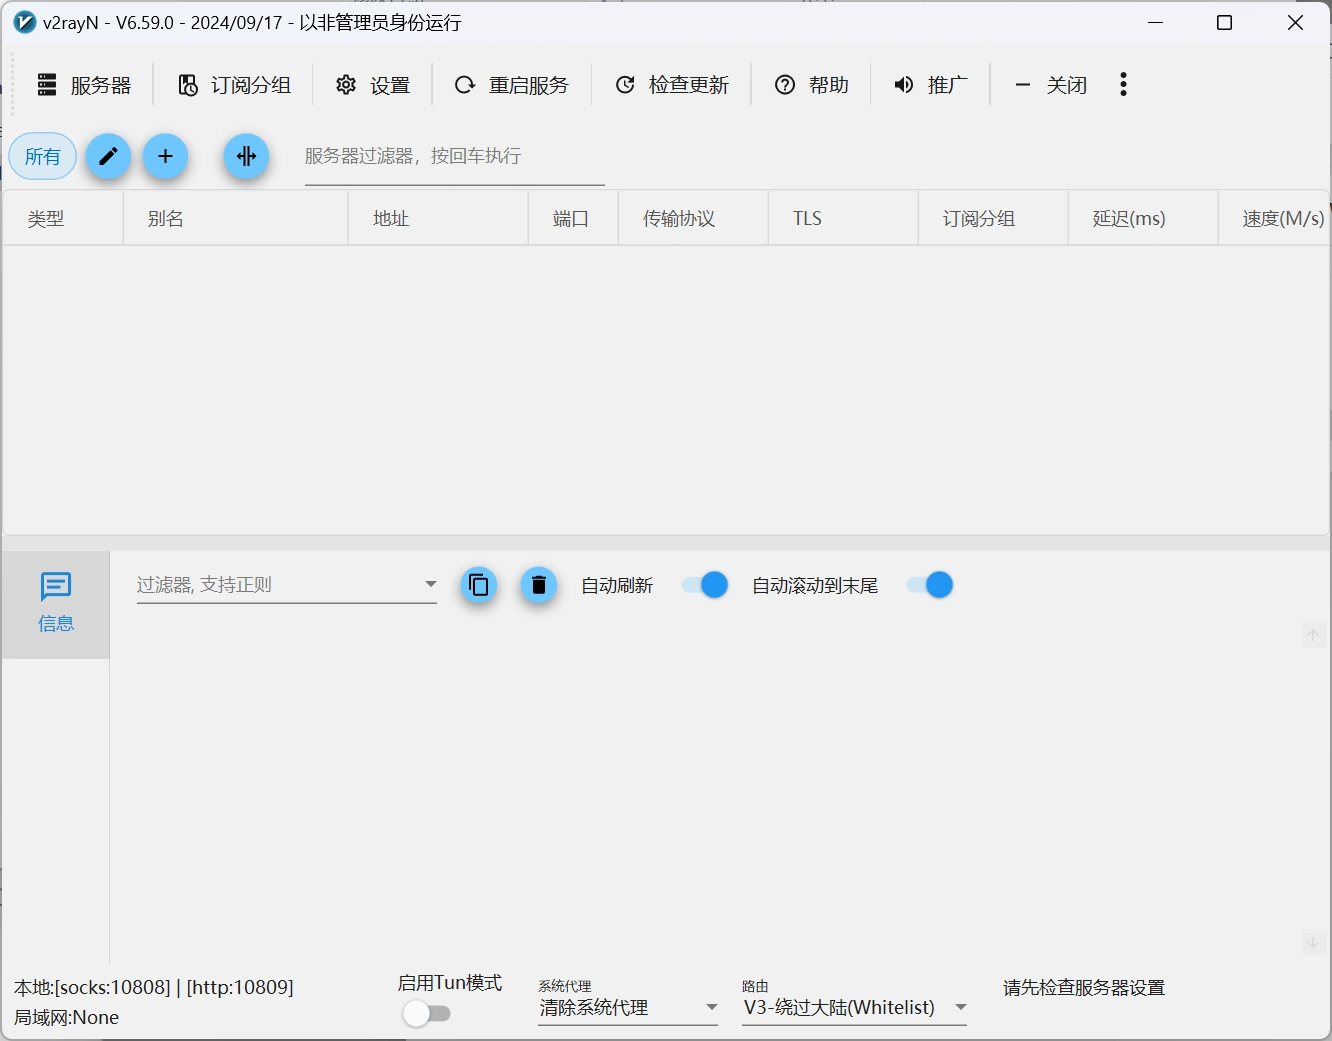 v2rayN - V6.59.0 - 2024/09/17 - 以非管理员身份运行
服务器 订阅分组 设置 重启服务 检查更新 帮助 推广 关闭
所有 服务器过滤器，按回车执行
类型 别名 地址 端口 传输协议 TLS 订阅分组 延迟(ms) 速度(M/s)
过滤器, 支持正则 自动刷新 自动滚动到末尾
信息
本地:[socks:10808] | [http:10809]
局域网:None
启用Tun模式
系统代理
清除系统代理
路由
V3-绕过大陆(Whitelist)
请先检查服务器设置